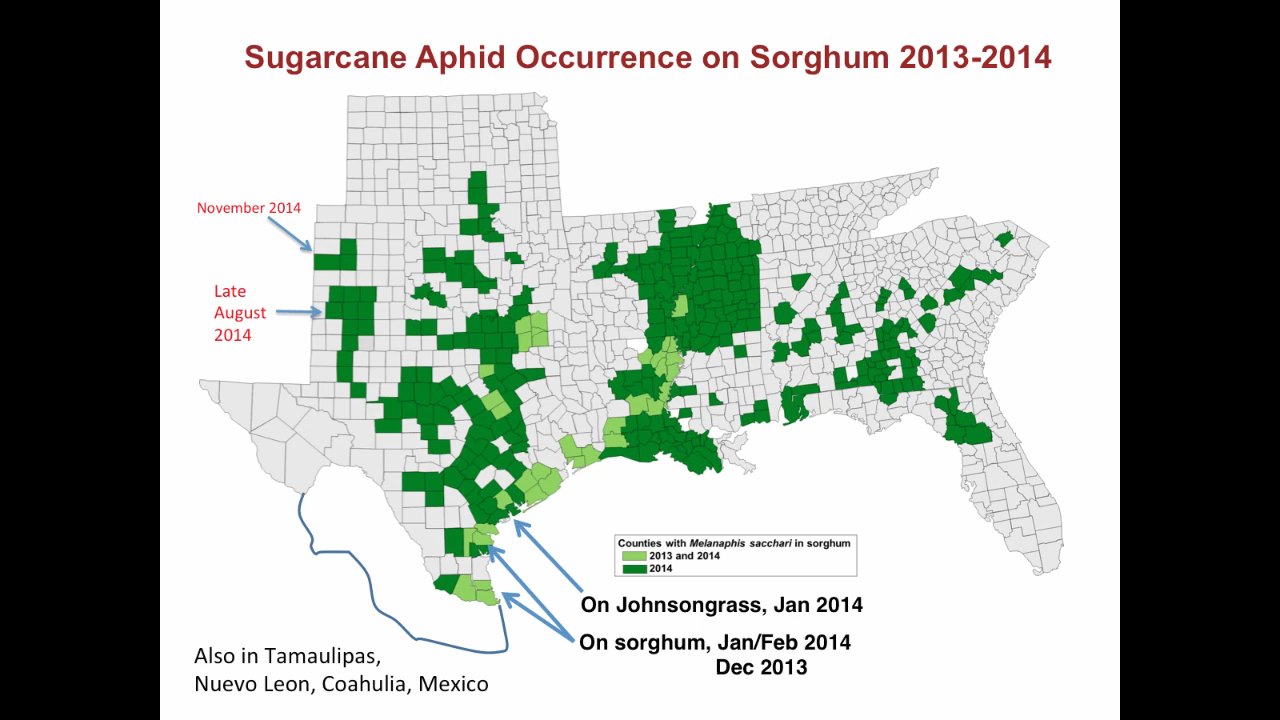 Sugarcane Aphid Occurrence on Sorghum 2013-2014
November 2014
Late
August
2014
Counties with Melanaphis sacchari in sorghum
2013 and 2014
2014
On Johnsongrass, Jan 2014
On sorghum, Jan/Feb 2014
Dec 2013
Also in Tamaulipas,
Nuevo Leon, Coahulia, Mexico